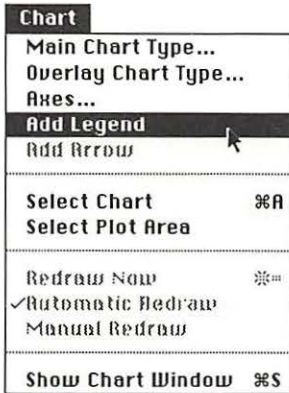 Chart
Main Chart Type...
Overlay Chart Type...
Axes...
Add Legend
Add Arrow
Select Chart ⌘A
Select Plot Area
Redraw Now ⌘=
✓Automatic Redraw
Manual Redraw
Show Chart Window ⌘S